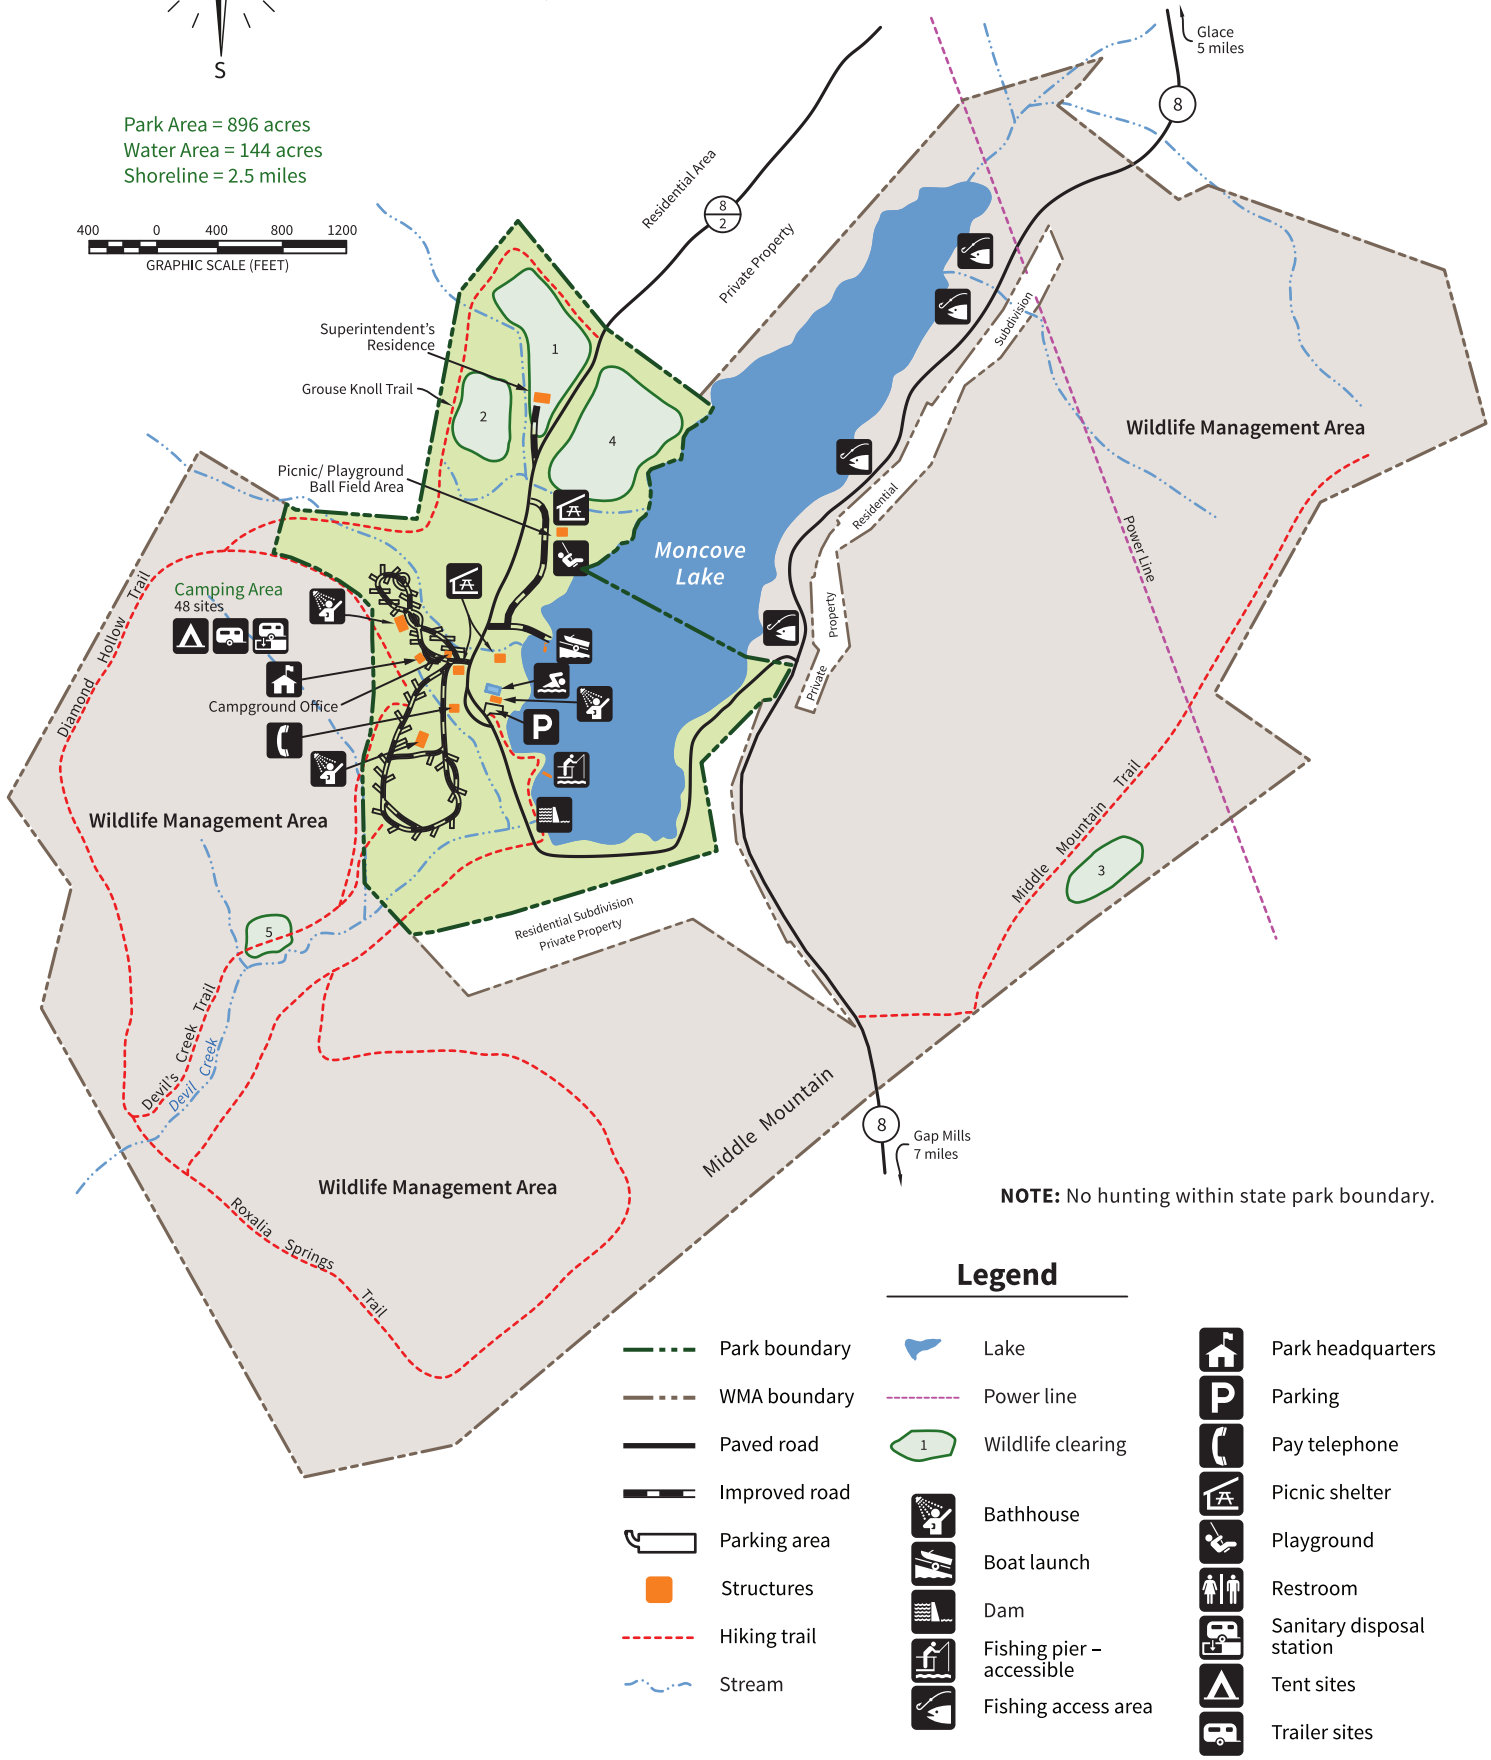 S
Glace
5 miles
8
Park Area = 896 acres
Water Area = 144 acres
Shoreline = 2.5 miles
400 0 400 800 1200
GRAPHIC SCALE (FEET)
Residential Area
8
2
Private Property
Superintendent's
Residence
Grouse Knoll Trail
1
2
4
Subdivision
Wildlife Management Area
Picnic/ Playground
Ball Field Area
Residential
Power Line
Moncove
Lake
Camping Area
48 sites
Property
Private
Diamond Hollow Trail
Campground Office
P
Wildlife Management Area
Middle Mountain Trail
3
5
Residential Subdivision
Private Property
Devil's Creek Trail
Devil Creek
Middle Mountain
8
Gap Mills
7 miles
Wildlife Management Area
Roxalia Springs Trail
NOTE: No hunting within state park boundary.
Legend
Park boundary
WMA boundary
Paved road
Improved road
Parking area
Structures
Hiking trail
Stream
Lake
Power line
1
Wildlife clearing
Bathhouse
Boat launch
Dam
Fishing pier –
accessible
Fishing access area
Park headquarters
P
Parking
Pay telephone
Picnic shelter
Playground
Restroom
Sanitary disposal
station
Tent sites
Trailer sites